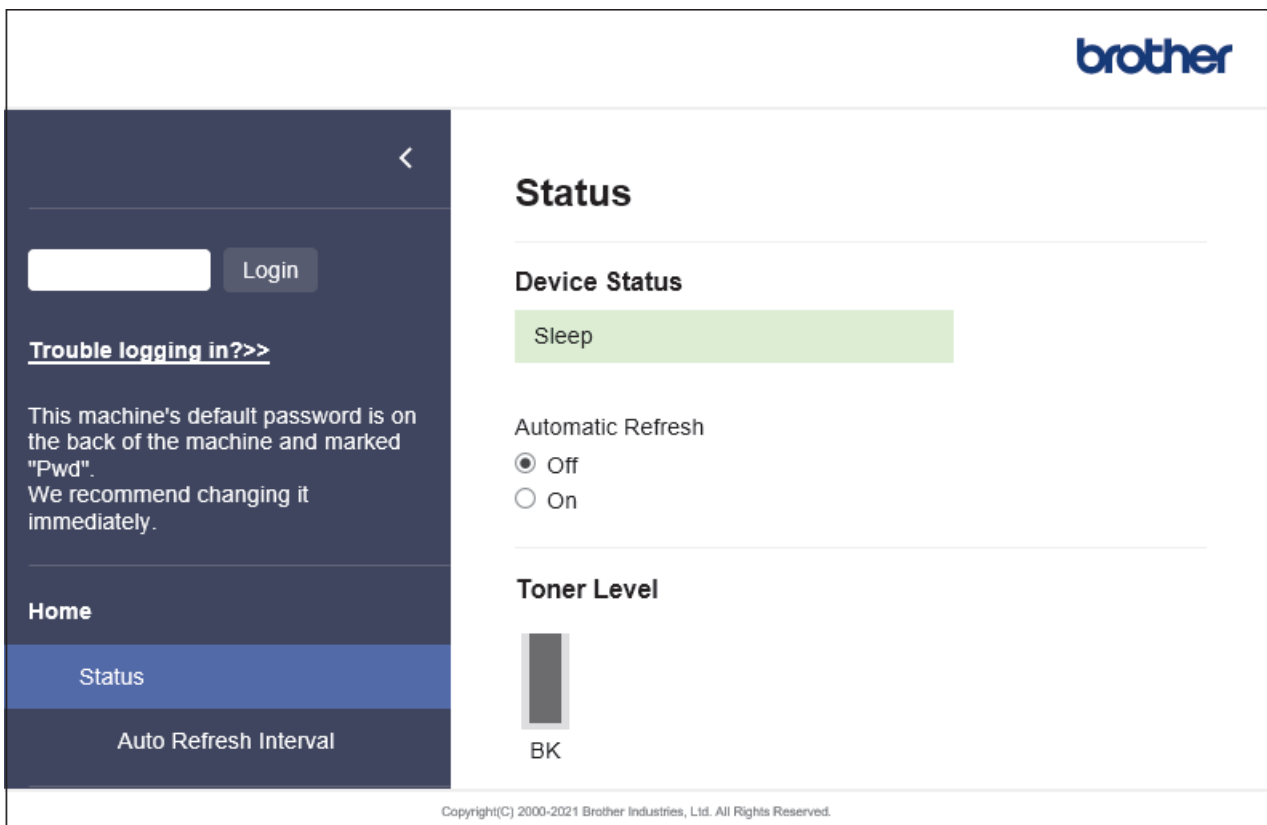 brother
Login
Trouble logging in?>>
This machine's default password is on
the back of the machine and marked
"Pwd".
We recommend changing it
immediately.
Home
Status
Auto Refresh Interval
Status
Device Status
Sleep
Automatic Refresh
Off
On
Toner Level
BK
Copyright(C) 2000-2021 Brother Industries, Ltd. All Rights Reserved.